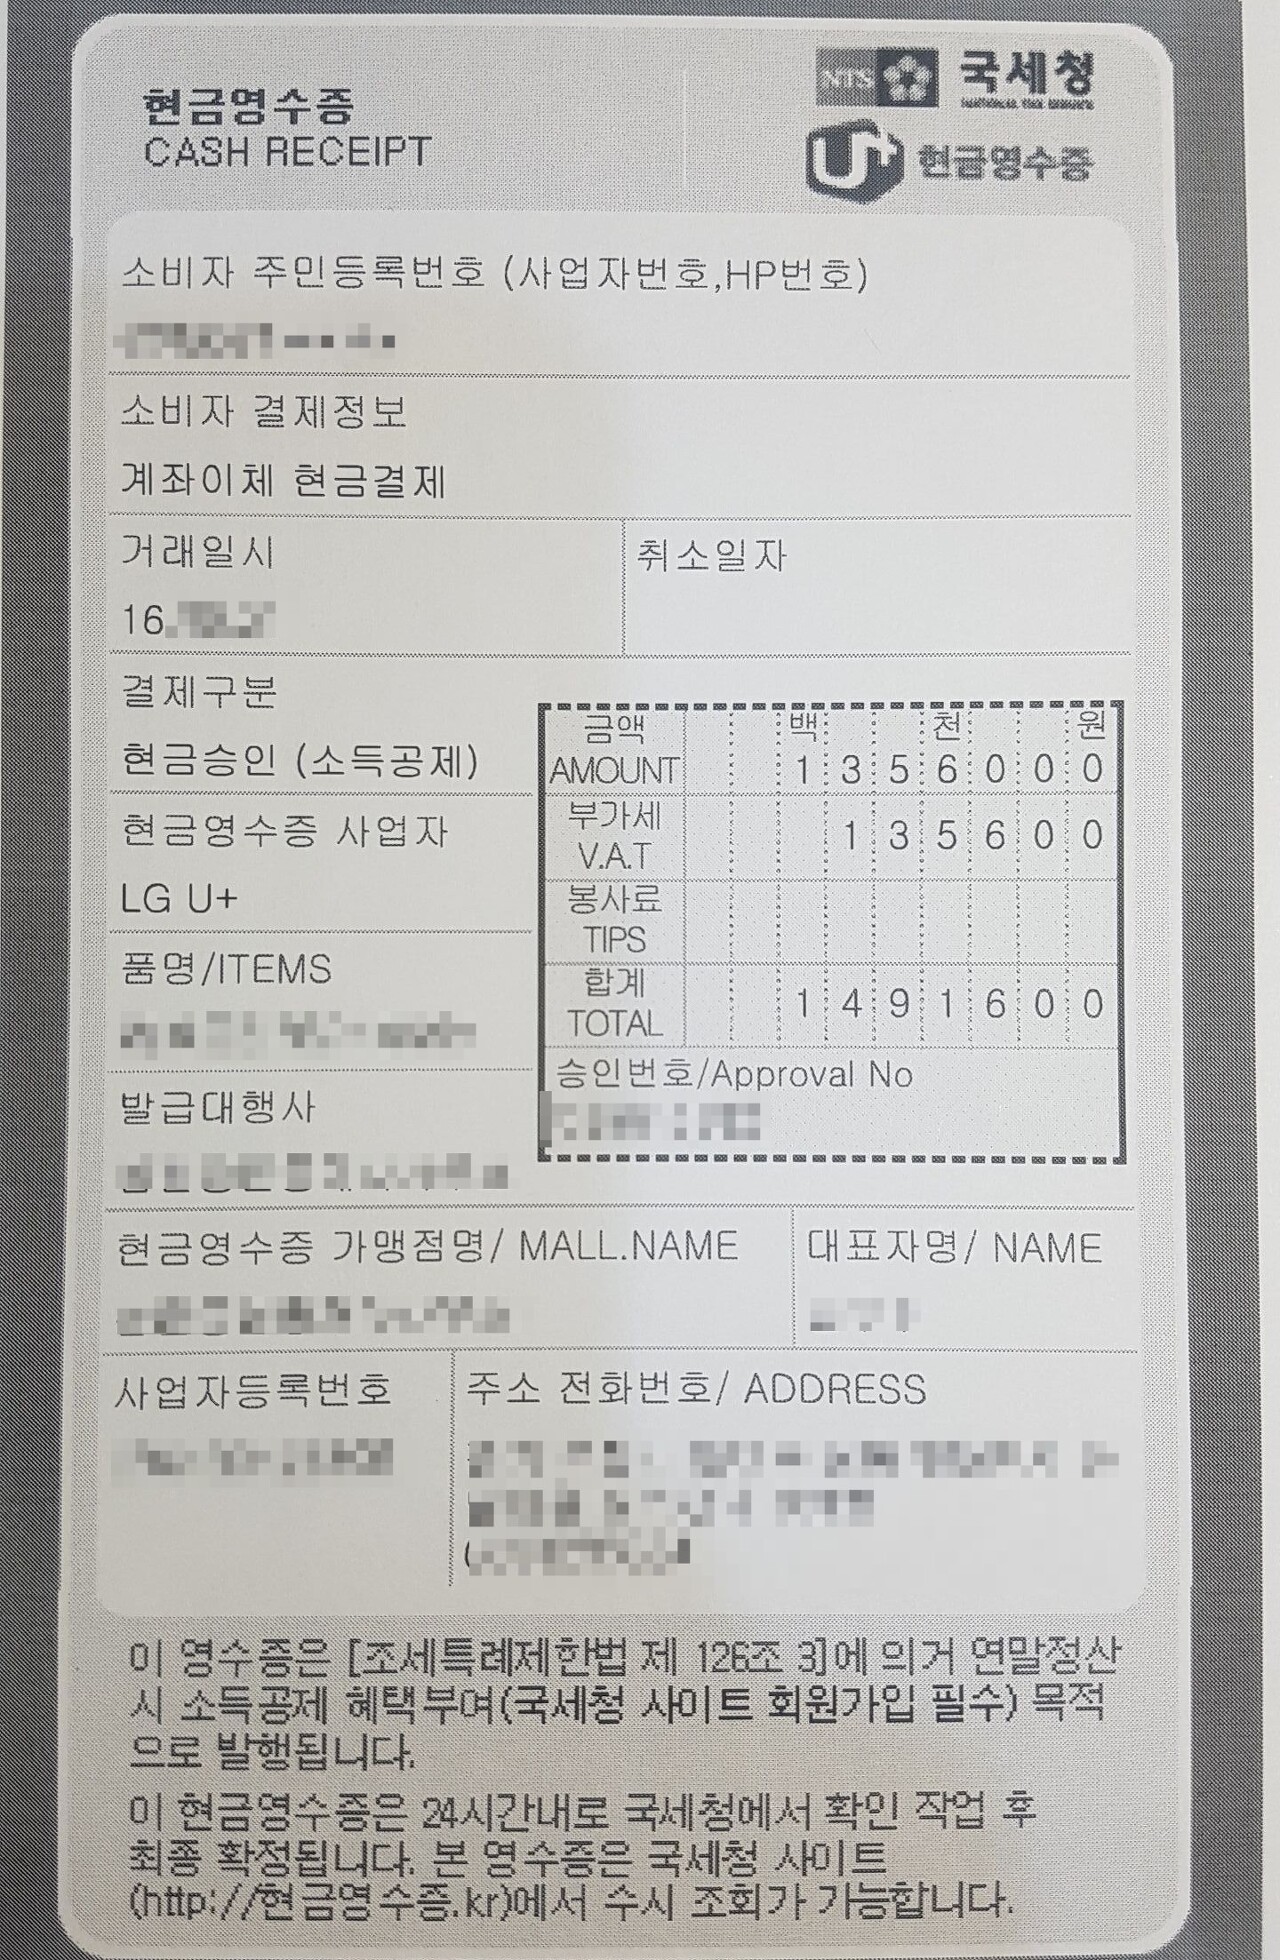 현금영수증
CASH RECEIPT
NTS 국세청
NATIONAL TAX SERVICE
U+ 현금영수증
소비자 주민등록번호 (사업자번호,HP번호)
소비자 결제정보
계좌이체 현금결제
거래일시
16.
취소일자
결제구분
현금승인 (소득공제)
현금영수증 사업자
LG U+
품명/ITEMS
발급대행사
금액 백 천 원
AMOUNT 1 3 5 6 0 0 0
부가세
V.A.T 1 3 5 6 0 0
봉사료
TIPS
합계
TOTAL 1 4 9 1 6 0 0
승인번호/Approval No
현금영수증 가맹점명/ MALL.NAME
대표자명/ NAME
사업자등록번호
주소 전화번호/ ADDRESS
이 영수증은 [조세특례제한법 제 126조 3]에 의거 연말정산
시 소득공제 혜택부여(국세청 사이트 회원가입 필수) 목적
으로 발행됩니다.
이 현금영수증은 24시간내로 국세청에서 확인 작업 후
최종 확정됩니다. 본 영수증은 국세청 사이트
(http://현금영수증.kr)에서 수시 조회가 가능합니다.